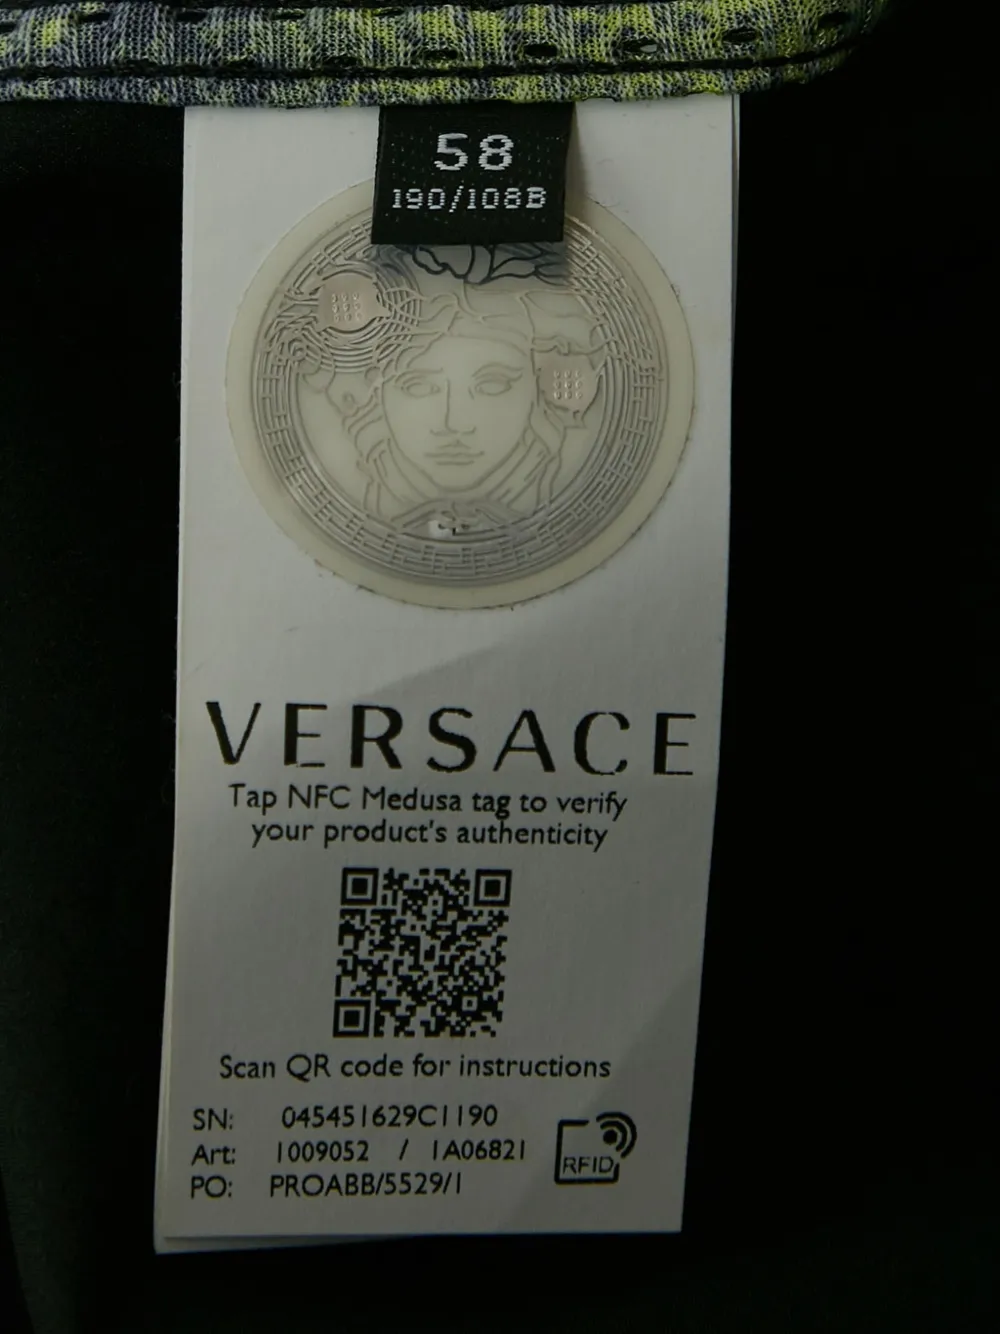 58
190/108B
VERSACE
Tap NFC Medusa tag to verify
your product's authenticity
Scan QR code for instructions
SN: 045451629C1190
Art: 1009052 / 1A06821
PO: PROABB/5529/1
RFID